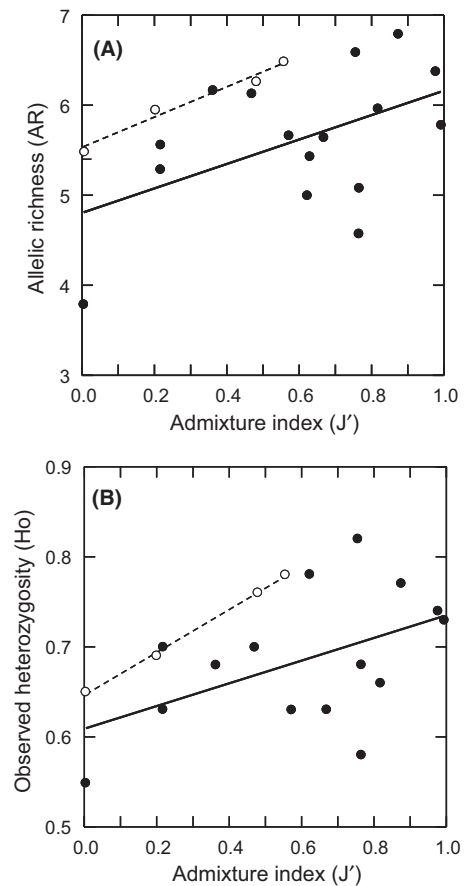 (A)
7
6
5
4
3
Allelic richness (AR)
0.0 0.2 0.4 0.6 0.8 1.0
Admixture index (J′)
(B)
0.9
0.8
0.7
0.6
0.5
Observed heterozygosity (Ho)
0.0 0.2 0.4 0.6 0.8 1.0
Admixture index (J′)